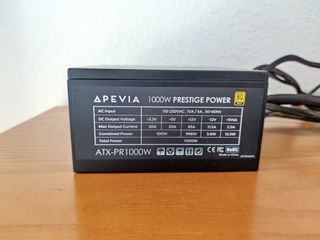 APEVIA 1000W PRESTIGE POWER
AC Input 115-230VAC, 10A / 5A, 50-60Hz
DC Output Voltage +3.3V +5V +12V -12V +5Vsb
Max Output Current 20A 20A 83A 0.3A 2.5A
Combined Power 100W 996W 3.6W 12.5W
Total Power 1000W
ATX-PR1000W
CE RoHS